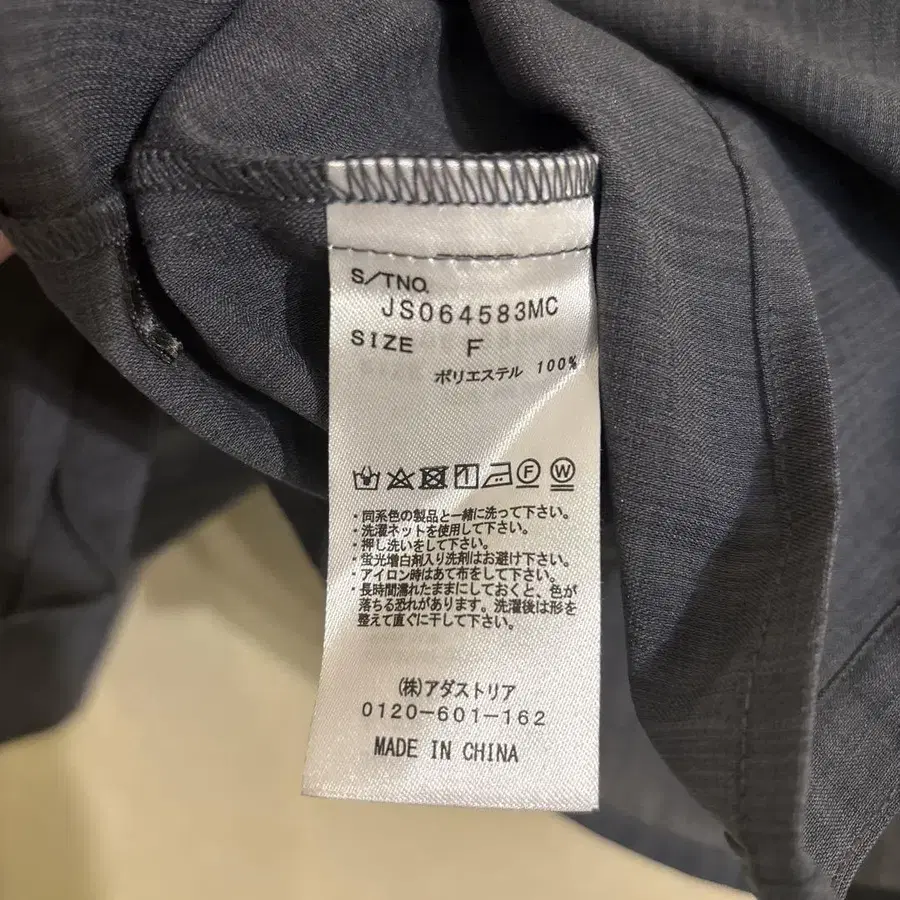 S/TNO.
JS064583MC
SIZE F
ポリエステル 100%
F W
・同系色の製品と一緒に洗って下さい。
・洗濯ネットを使用して下さい。
・押し洗いをして下さい。
・蛍光増白剤入り洗剤はお避け下さい。
・アイロン時はあて布をして下さい。
・長時間濡れたままにしておくと、色が
落ちる恐れがあります。洗濯後は形を
整えて直ぐに干して下さい。
(株)アダストリア
0120-601-162
MADE IN CHINA